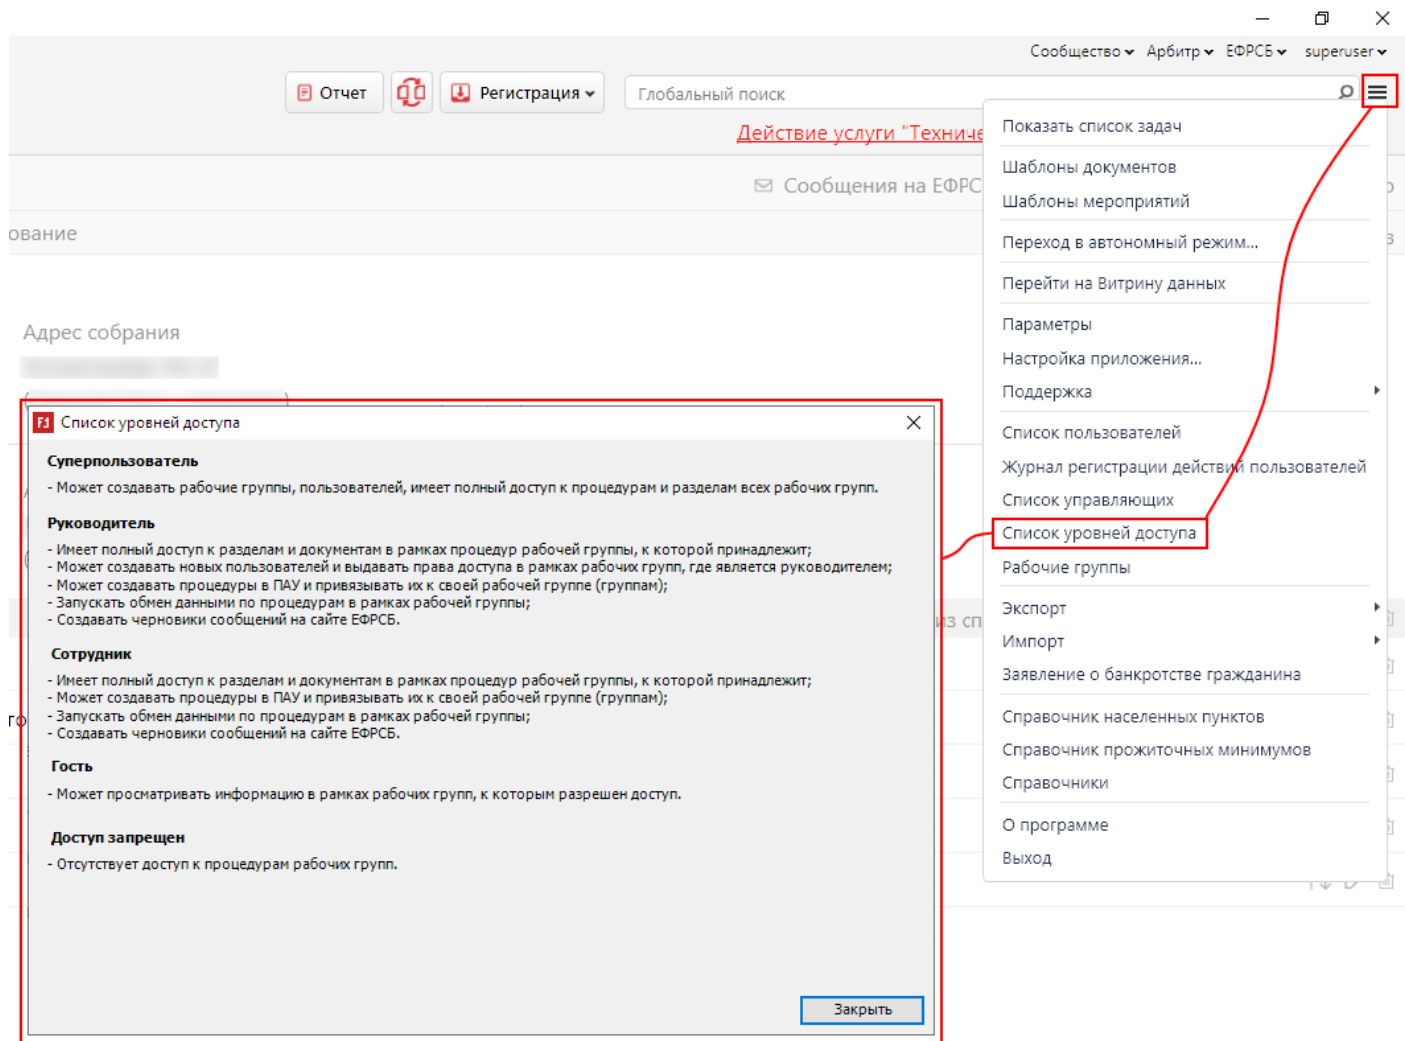 Сообщество Арбитр ЕФРСБ superuser
Отчет
Регистрация
Глобальный поиск
Действие услуги "Техниче
Сообщения на ЕФРС
ование
Адрес собрания
Показать список задач
Шаблоны документов
Шаблоны мероприятий
Переход в автономный режим...
Перейти на Витрину данных
Параметры
Настройка приложения...
Поддержка
Список пользователей
Журнал регистрации действий пользователей
Список управляющих
Список уровней доступа
Рабочие группы
Экспорт
Импорт
Заявление о банкротстве гражданина
Справочник населенных пунктов
Справочник прожиточных минимумов
Справочники
О программе
Выход
Список уровней доступа
Суперпользователь
- Может создавать рабочие группы, пользователей, имеет полный доступ к процедурам и разделам всех рабочих групп.
Руководитель
- Имеет полный доступ к разделам и документам в рамках процедур рабочей группы, к которой принадлежит;
- Может создавать новых пользователей и выдавать права доступа в рамках рабочих групп, где является руководителем;
- Может создавать процедуры в ПАУ и привязывать их к своей рабочей группе (группам);
- Запускать обмен данными по процедурам в рамках рабочей группы;
- Создавать черновики сообщений на сайте ЕФРСБ.
Сотрудник
- Имеет полный доступ к разделам и документам в рамках процедур рабочей группы, к которой принадлежит;
- Может создавать процедуры в ПАУ и привязывать их к своей рабочей группе (группам);
- Запускать обмен данными по процедурам в рамках рабочей группы;
- Создавать черновики сообщений на сайте ЕФРСБ.
Гость
- Может просматривать информацию в рамках рабочих групп, к которым разрешен доступ.
Доступ запрещен
- Отсутствует доступ к процедурам рабочих групп.
Закрыть
из сп